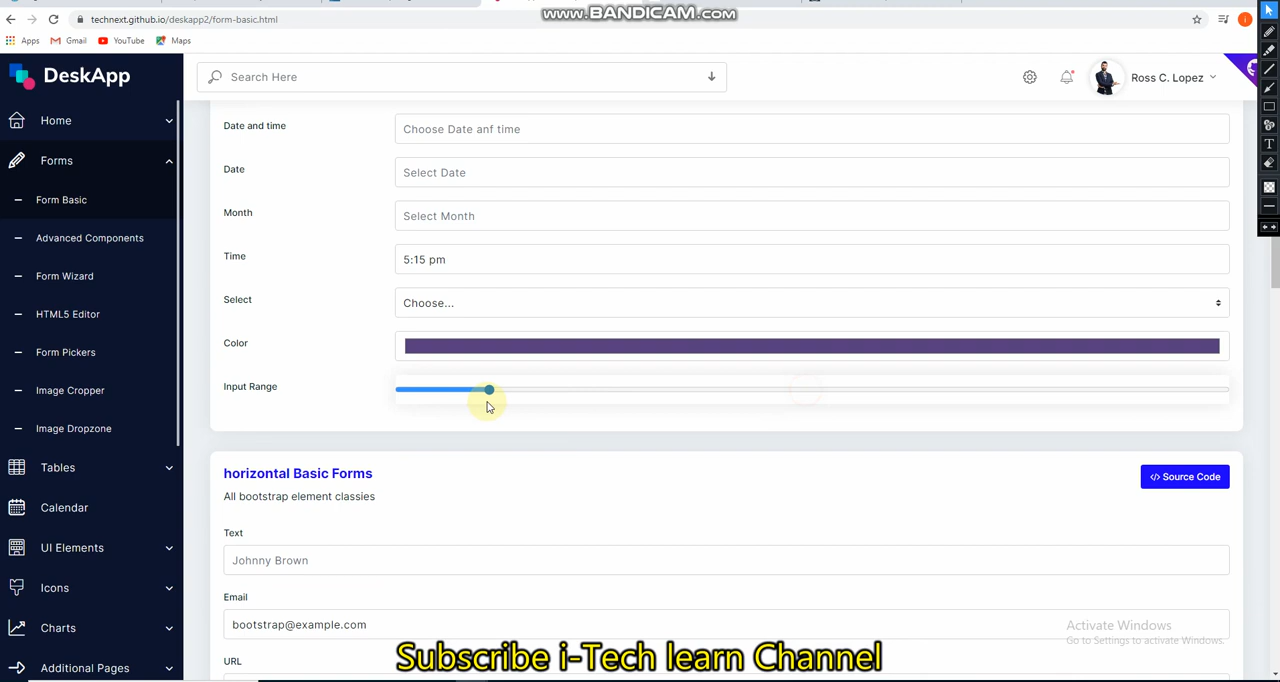 www.BANDICAM.com
technext.github.io/deskapp2/form-basic.html
Apps
Gmail
YouTube
Maps
DeskApp
Search Here
Ross C. Lopez
Home
Forms
Form Basic
Advanced Components
Form Wizard
HTML5 Editor
Form Pickers
Image Cropper
Image Dropzone
Tables
Calendar
UI Elements
Icons
Charts
Additional Pages
Date and time
Choose Date anf time
Date
Select Date
Month
Select Month
Time
5:15 pm
Select
Choose...
Color
Input Range
horizontal Basic Forms
</> Source Code
All bootstrap element classies
Text
Johnny Brown
Email
bootstrap@example.com
URL
Activate Windows
Go to Settings to activate Windows.
Subscribe i-Tech learn Channel